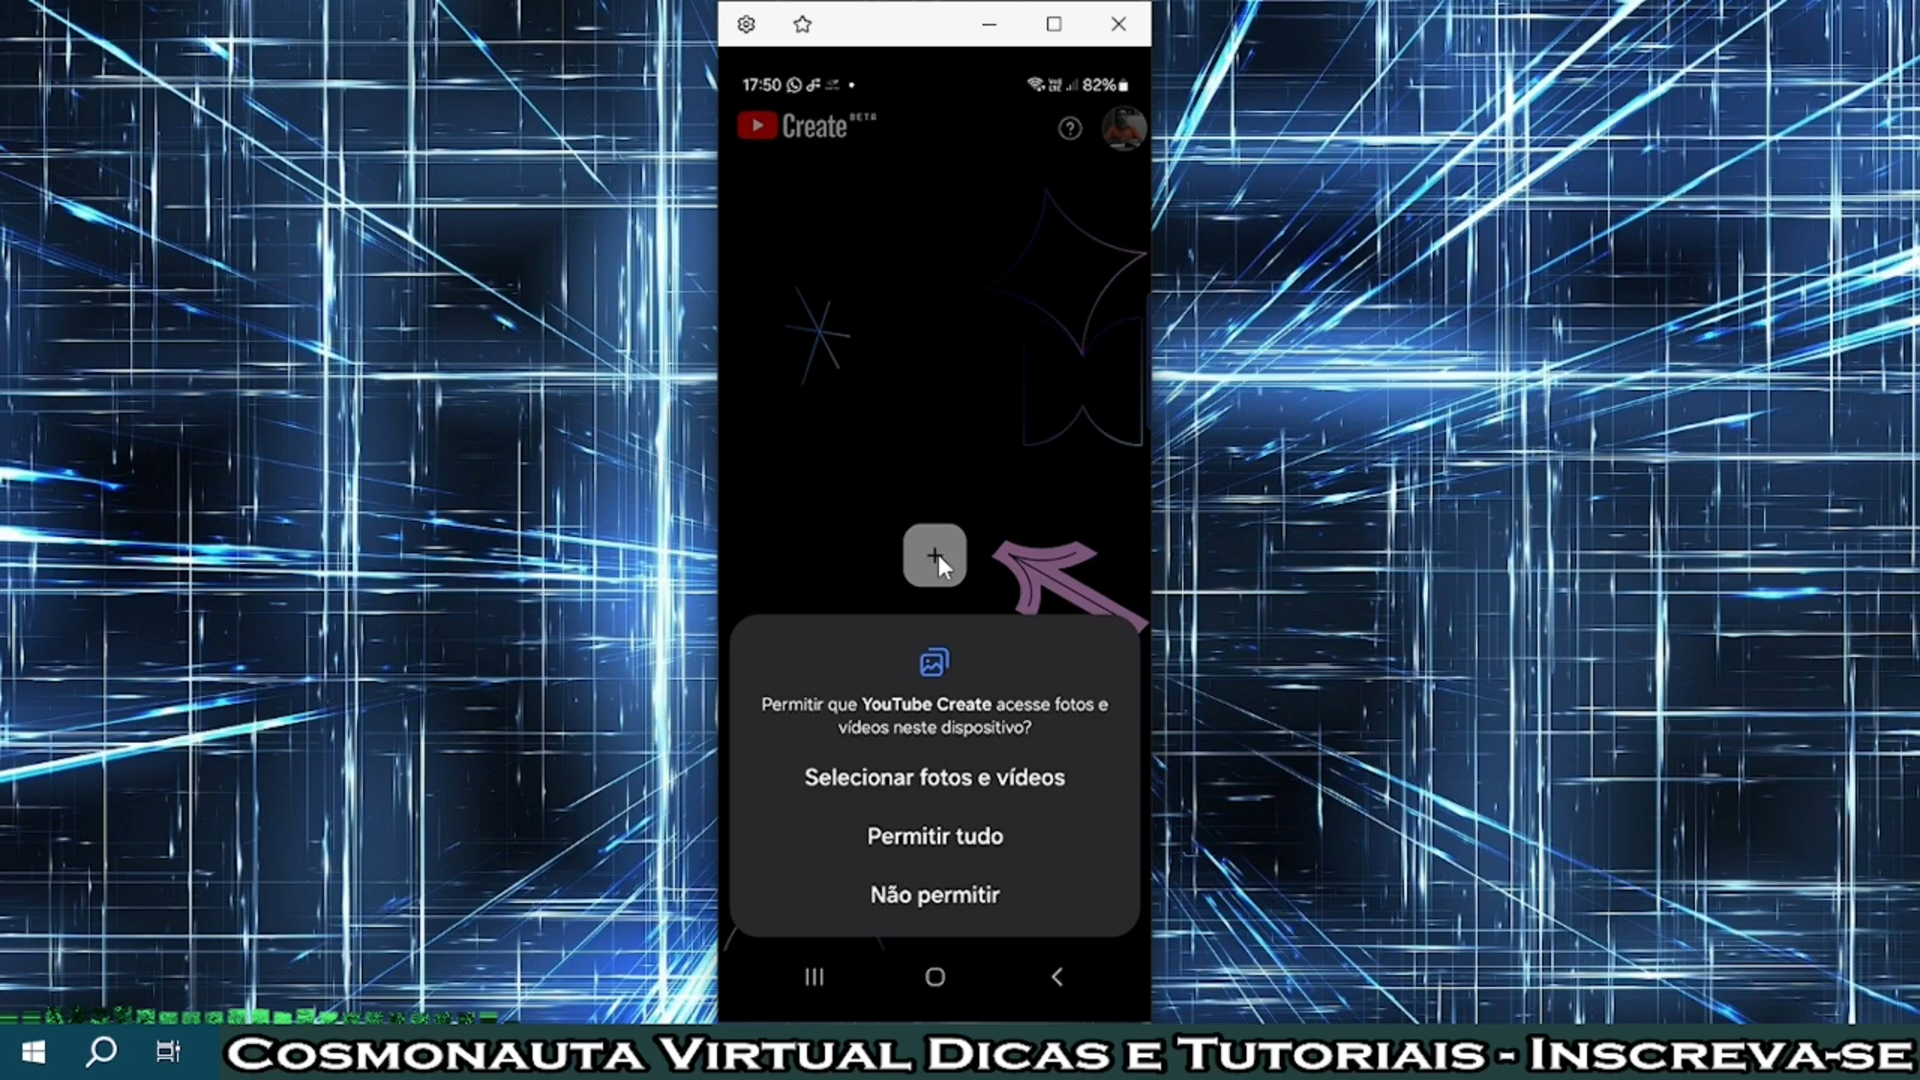 17:50
82%
Create BETA
Permitir que YouTube Create acesse fotos e
vídeos neste dispositivo?
Selecionar fotos e vídeos
Permitir tudo
Não permitir
Cosmonauta Virtual Dicas e Tutoriais - Inscreva-se